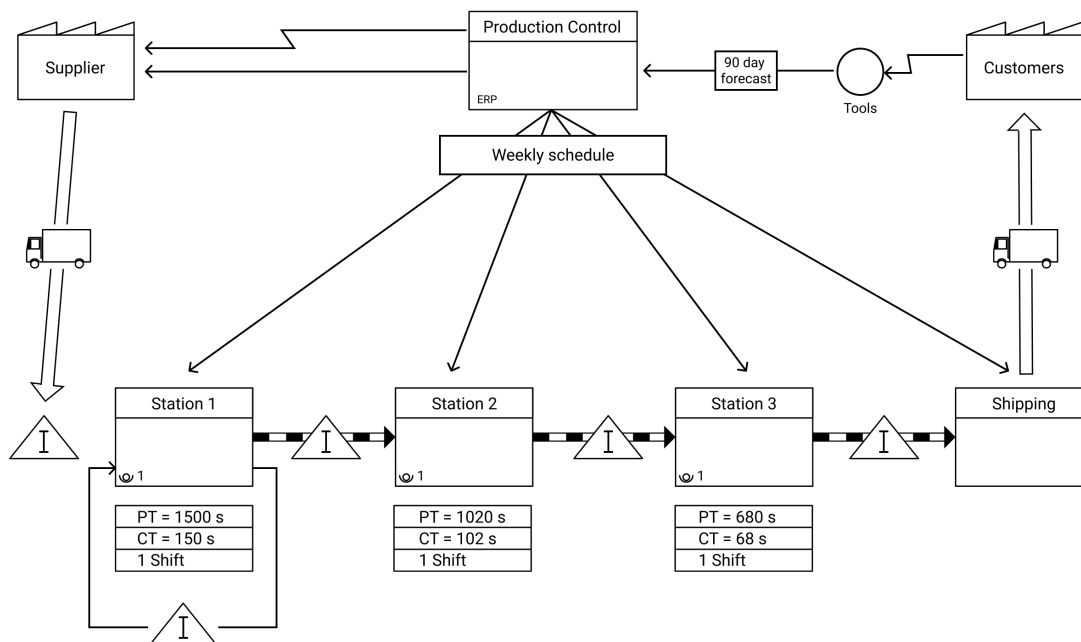 Production Control
Supplier
90 day
forecast
Customers
ERP
Tools
Weekly schedule
Station 1
Station 2
Station 3
Shipping
I
I
I
I
1
1
1
PT = 1500 s
PT = 1020 s
PT = 680 s
CT = 150 s
CT = 102 s
CT = 68 s
1 Shift
1 Shift
1 Shift
I